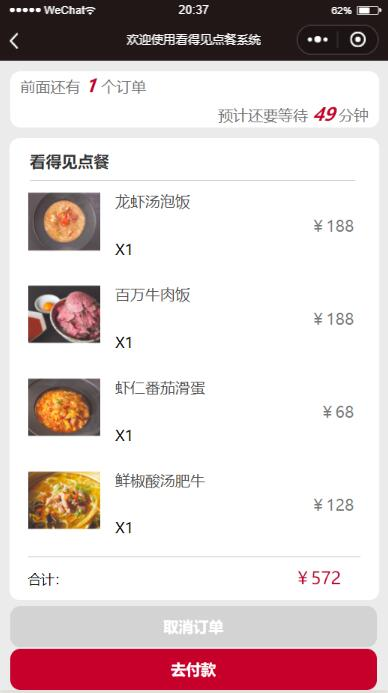 ●●●●● WeChat 20:37 62%
欢迎使用看得见点餐系统
前面还有 1 个订单
预计还要等待 49 分钟
看得见点餐
龙虾汤泡饭
￥188
X1
百万牛肉饭
￥188
X1
虾仁番茄滑蛋
￥68
X1
鲜椒酸汤肥牛
￥128
X1
合计: ￥572
取消订单
去付款